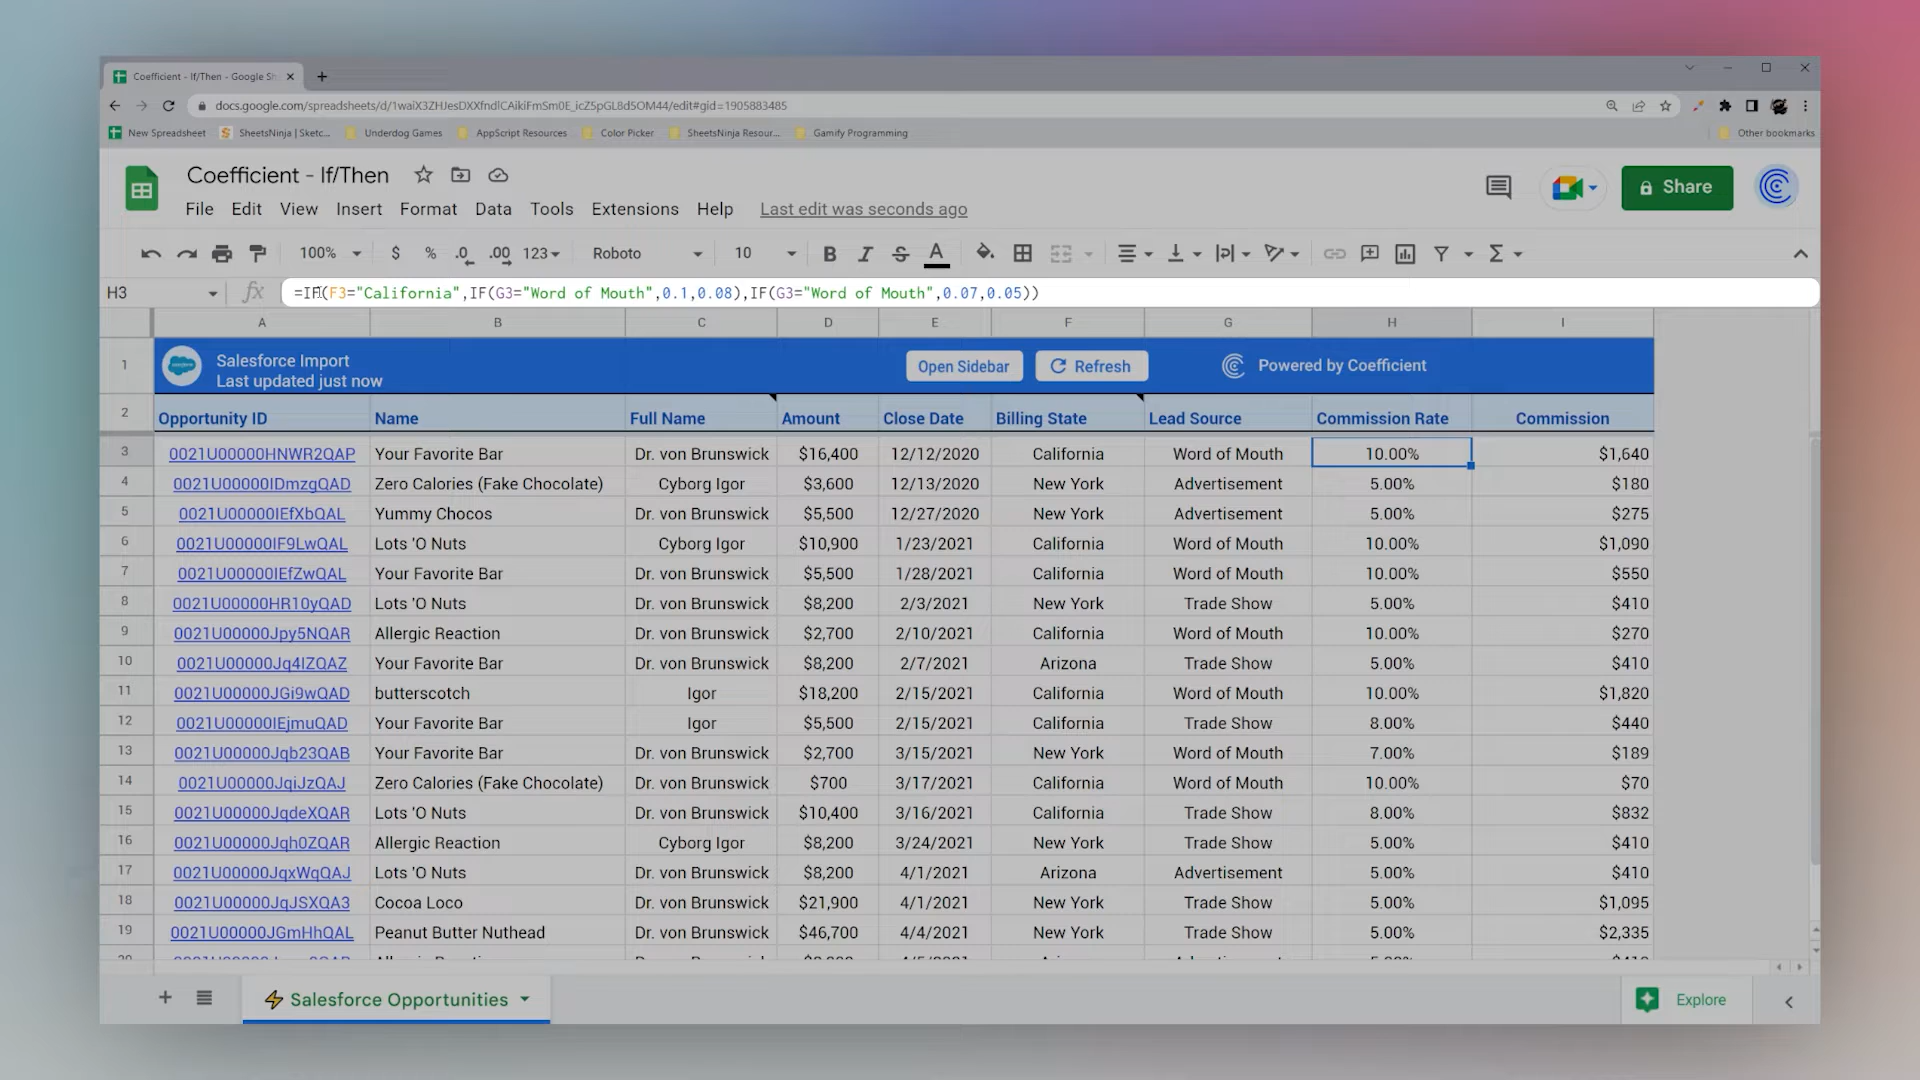 Coefficient - If/Then - Google Sh
docs.google.com/spreadsheets/d/1waiX3ZHJesDXXfndlCAikiFmSm0E_icZ5pGL8d5OM44/edit#gid=1905883485
New Spreadsheet SheetsNinja | Sketc... Underdog Games AppScript Resources Color Picker SheetsNinja Resour... Gamify Programming Other bookmarks
Coefficient - If/Then
Share
File Edit View Insert Format Data Tools Extensions Help Last edit was seconds ago
100% $ % .0 .00 123 Roboto 10 B I S A
H3 fx =IF(F3="California",IF(G3="Word of Mouth",0.1,0.08),IF(G3="Word of Mouth",0.07,0.05))
A B C D E F G H I
1 Salesforce Import
Last updated just now
Open Sidebar Refresh Powered by Coefficient
2 Opportunity ID Name Full Name Amount Close Date Billing State Lead Source Commission Rate Commission
3 0021U00000HNWR2QAP Your Favorite Bar Dr. von Brunswick $16,400 12/12/2020 California Word of Mouth 10.00% $1,640
4 0021U00000IDmzgQAD Zero Calories (Fake Chocolate) Cyborg Igor $3,600 12/13/2020 New York Advertisement 5.00% $180
5 0021U00000IEfXbQAL Yummy Chocos Dr. von Brunswick $5,500 12/27/2020 New York Advertisement 5.00% $275
6 0021U00000IF9LwQAL Lots 'O Nuts Cyborg Igor $10,900 1/23/2021 California Word of Mouth 10.00% $1,090
7 0021U00000IEfZwQAL Your Favorite Bar Dr. von Brunswick $5,500 1/28/2021 California Word of Mouth 10.00% $550
8 0021U00000HR10yQAD Lots 'O Nuts Dr. von Brunswick $8,200 2/3/2021 New York Trade Show 5.00% $410
9 0021U00000Jpy5NQAR Allergic Reaction Dr. von Brunswick $2,700 2/10/2021 California Word of Mouth 10.00% $270
10 0021U00000Jq4IZQAZ Your Favorite Bar Dr. von Brunswick $8,200 2/7/2021 Arizona Trade Show 5.00% $410
11 0021U00000JGi9wQAD butterscotch Igor $18,200 2/15/2021 California Word of Mouth 10.00% $1,820
12 0021U00000IEjmuQAD Your Favorite Bar Igor $5,500 2/15/2021 California Trade Show 8.00% $440
13 0021U00000Jqb23QAB Your Favorite Bar Dr. von Brunswick $2,700 3/15/2021 New York Word of Mouth 7.00% $189
14 0021U00000JqiJzQAJ Zero Calories (Fake Chocolate) Dr. von Brunswick $700 3/17/2021 California Word of Mouth 10.00% $70
15 0021U00000JqdeXQAR Lots 'O Nuts Dr. von Brunswick $10,400 3/16/2021 California Trade Show 8.00% $832
16 0021U00000Jqh0ZQAR Allergic Reaction Cyborg Igor $8,200 3/24/2021 New York Trade Show 5.00% $410
17 0021U00000JqxWqQAJ Lots 'O Nuts Dr. von Brunswick $8,200 4/1/2021 Arizona Advertisement 5.00% $410
18 0021U00000JqJSXQA3 Cocoa Loco Dr. von Brunswick $21,900 4/1/2021 New York Trade Show 5.00% $1,095
19 0021U00000JGmHhQAL Peanut Butter Nuthead Dr. von Brunswick $46,700 4/4/2021 New York Trade Show 5.00% $2,335
Salesforce Opportunities Explore